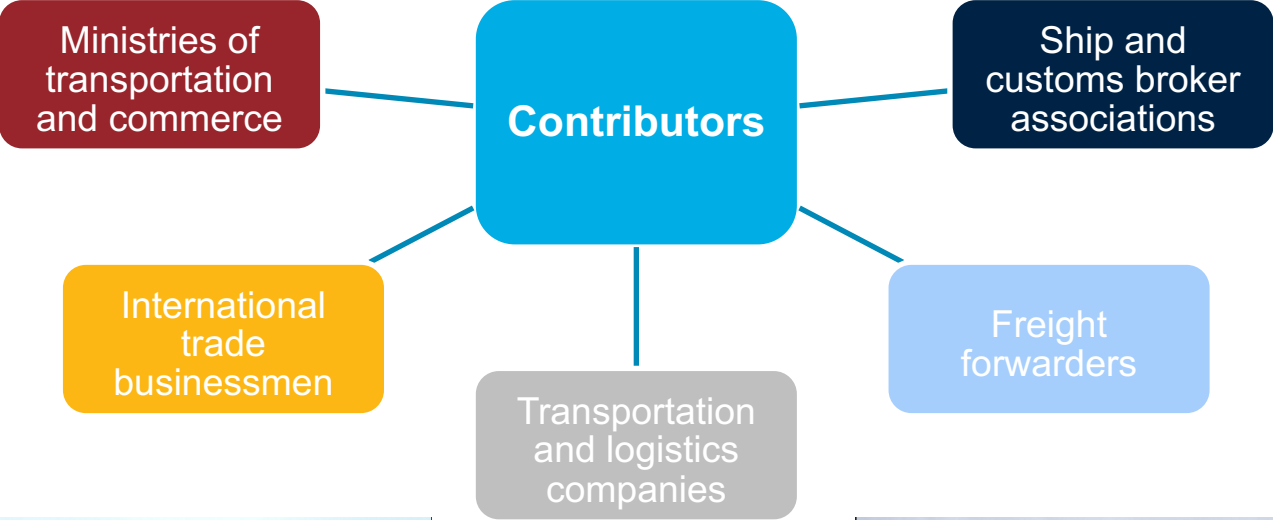 Ministries of
transportation
and commerce
Contributors
Ship and
customs broker
associations
International
trade
businessmen
Transportation
and logistics
companies
Freight
forwarders